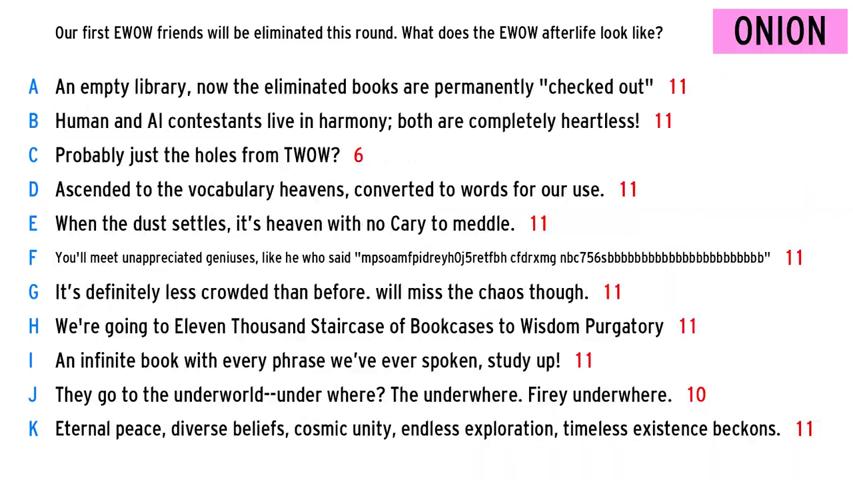 Our first EWOW friends will be eliminated this round. What does the EWOW afterlife look like?
ONION
A An empty library, now the eliminated books are permanently "checked out" 11
B Human and AI contestants live in harmony; both are completely heartless! 11
C Probably just the holes from TWOW? 6
D Ascended to the vocabulary heavens, converted to words for our use. 11
E When the dust settles, it's heaven with no Cary to meddle. 11
F You'll meet unappreciated geniuses, like he who said "mpsoamfpidreyh0j5retfbh cfdrxmg nbc756sbbbbbbbbbbbbbbbbbbbbbbb" 11
G It's definitely less crowded than before. will miss the chaos though. 11
H We're going to Eleven Thousand Staircase of Bookcases to Wisdom Purgatory 11
I An infinite book with every phrase we've ever spoken, study up! 11
J They go to the underworld--under where? The underwhere. Firey underwhere. 10
K Eternal peace, diverse beliefs, cosmic unity, endless exploration, timeless existence beckons. 11